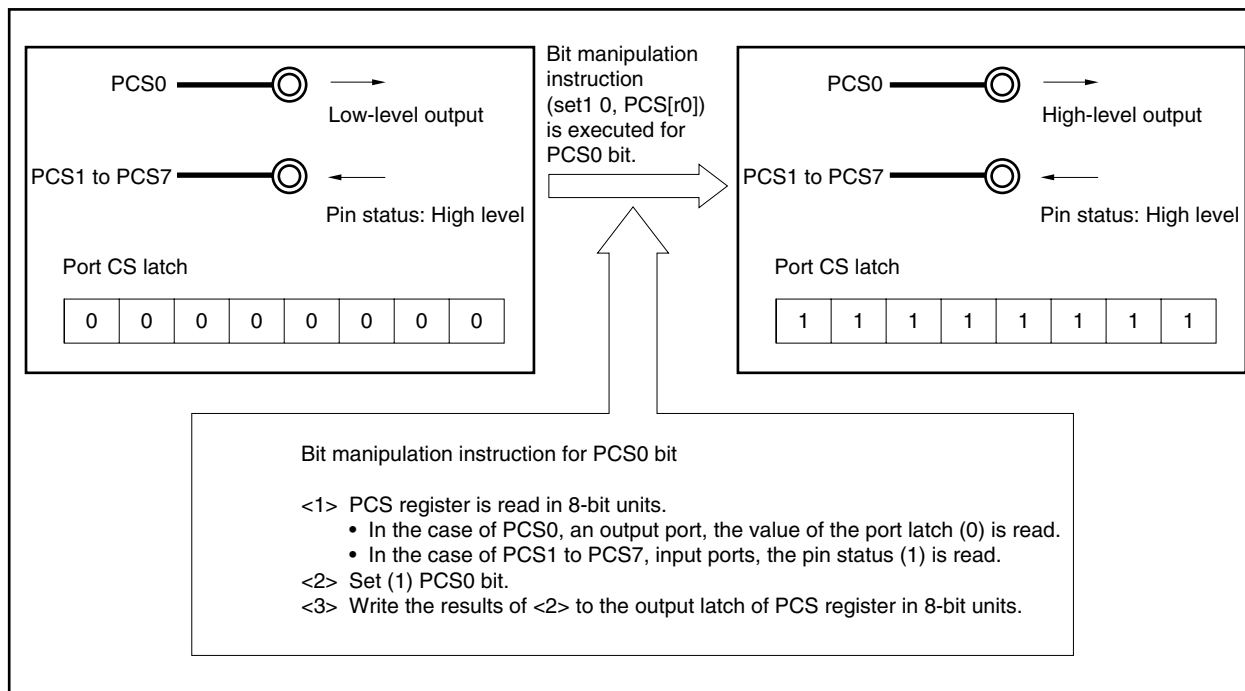 PCS0
Low-level output
PCS1 to PCS7
Pin status: High level
Port CS latch
0 0 0 0 0 0 0 0
Bit manipulation
instruction
(set1 0, PCS[r0])
is executed for
PCS0 bit.
PCS0
High-level output
PCS1 to PCS7
Pin status: High level
Port CS latch
1 1 1 1 1 1 1 1
Bit manipulation instruction for PCS0 bit
<1> PCS register is read in 8-bit units.
• In the case of PCS0, an output port, the value of the port latch (0) is read.
• In the case of PCS1 to PCS7, input ports, the pin status (1) is read.
<2> Set (1) PCS0 bit.
<3> Write the results of <2> to the output latch of PCS register in 8-bit units.